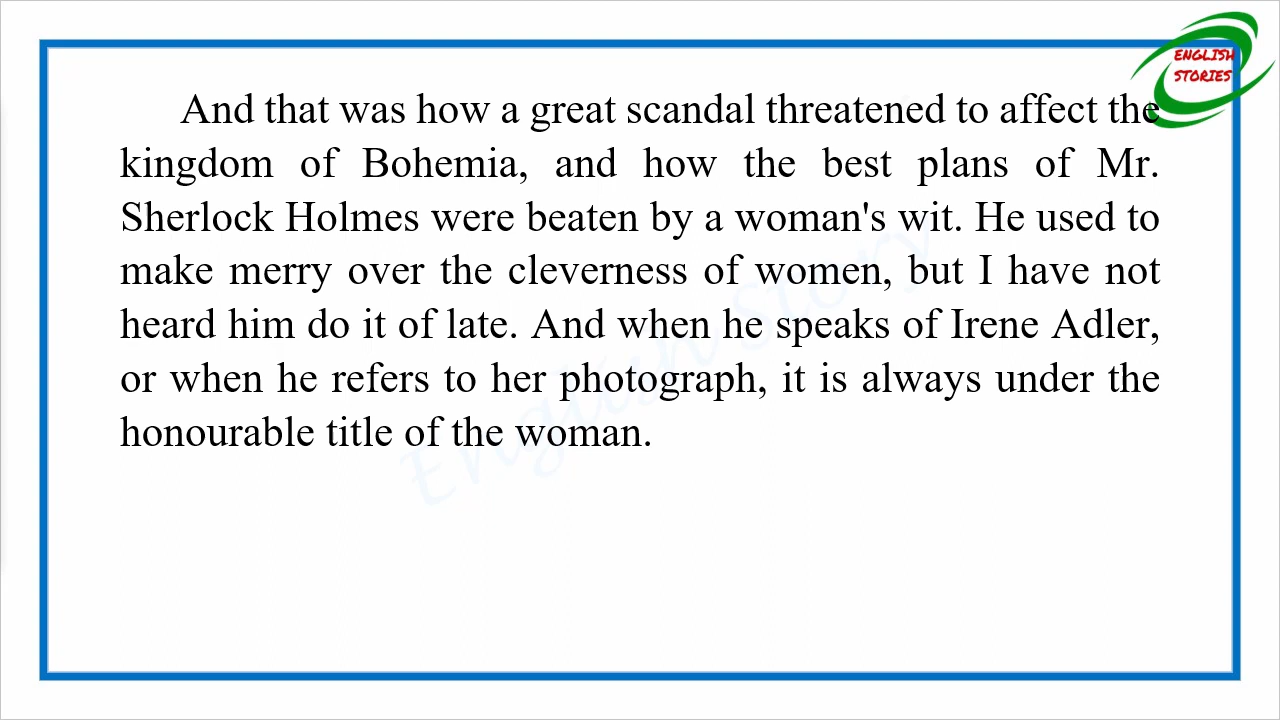 ENGLISH
STORIES
And that was how a great scandal threatened to affect the
kingdom of Bohemia, and how the best plans of Mr.
Sherlock Holmes were beaten by a woman's wit. He used to
make merry over the cleverness of women, but I have not
heard him do it of late. And when he speaks of Irene Adler,
or when he refers to her photograph, it is always under the
honourable title of the woman.
English Story